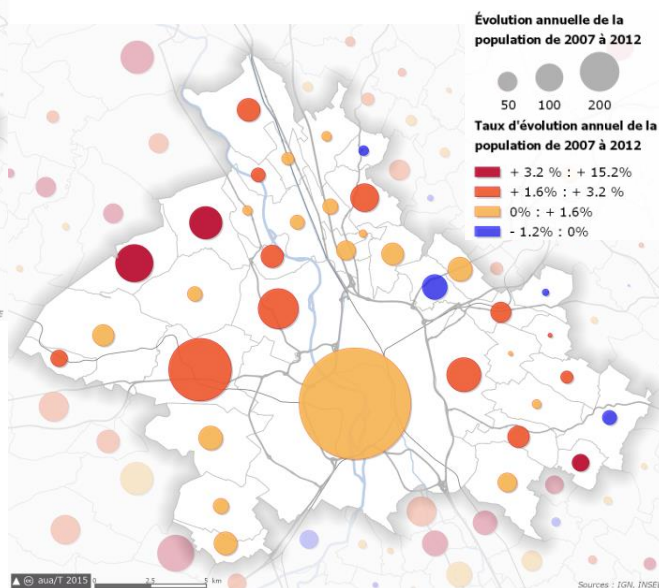 Évolution annuelle de la
population de 2007 à 2012
50 100 200
Taux d'évolution annuel de la
population de 2007 à 2012
+ 3.2 % : + 15.2%
+ 1.6% : + 3.2 %
0% : + 1.6%
- 1.2% : 0%
aua/T 2015
0 2,5 5 km
Sources : IGN, INSEE